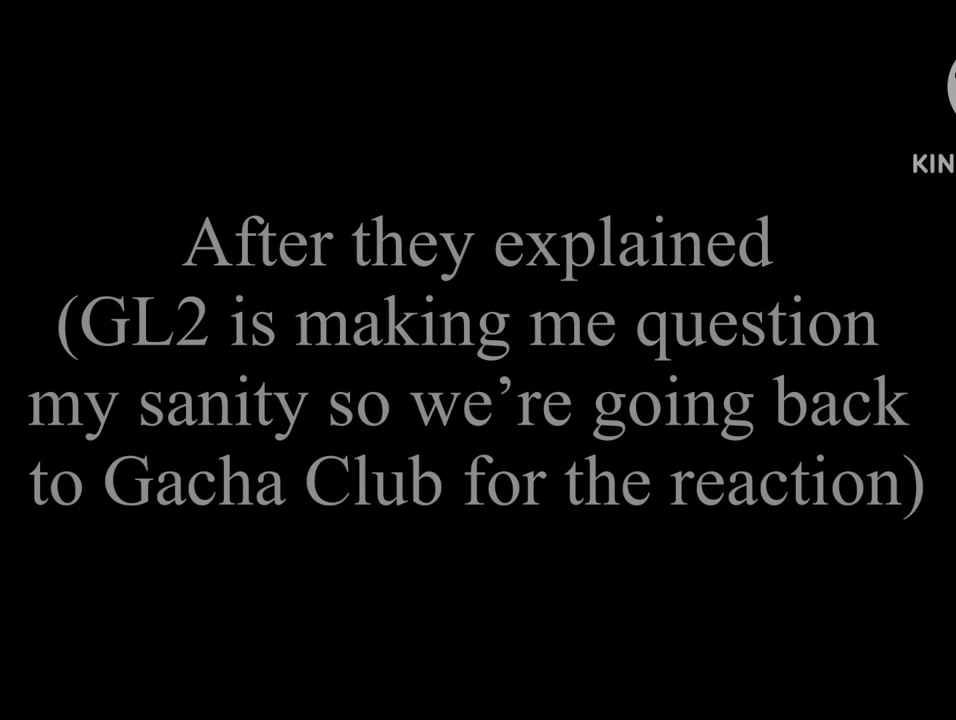 KIN
After they explained
(GL2 is making me question
my sanity so we’re going back
to Gacha Club for the reaction)